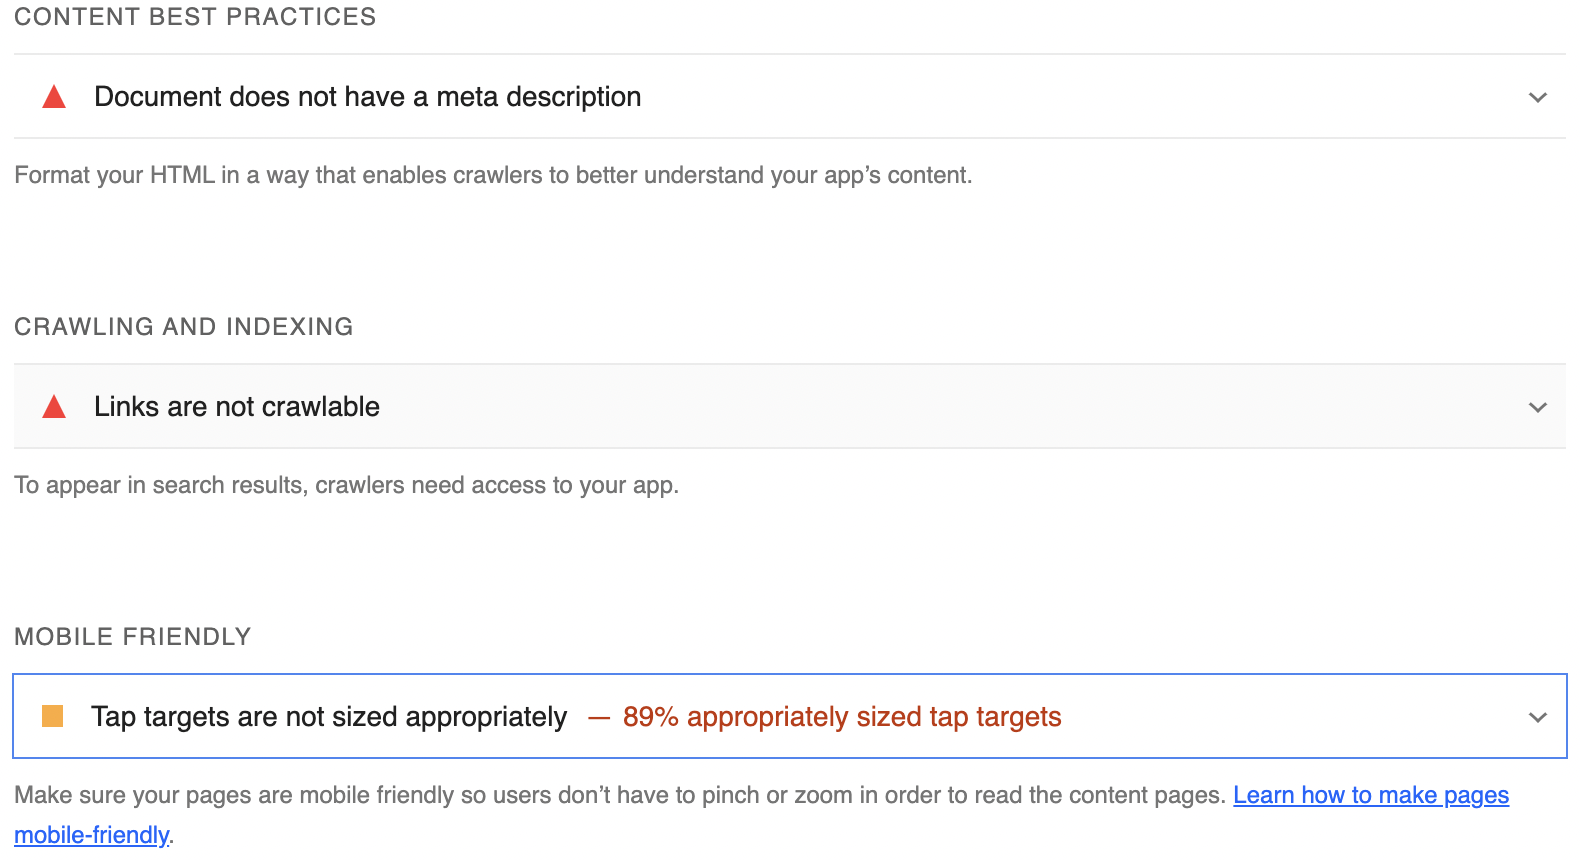 CONTENT BEST PRACTICES
Document does not have a meta description
Format your HTML in a way that enables crawlers to better understand your app’s content.
CRAWLING AND INDEXING
Links are not crawlable
To appear in search results, crawlers need access to your app.
MOBILE FRIENDLY
Tap targets are not sized appropriately — 89% appropriately sized tap targets
Make sure your pages are mobile friendly so users don’t have to pinch or zoom in order to read the content pages. Learn how to make pages
mobile-friendly.